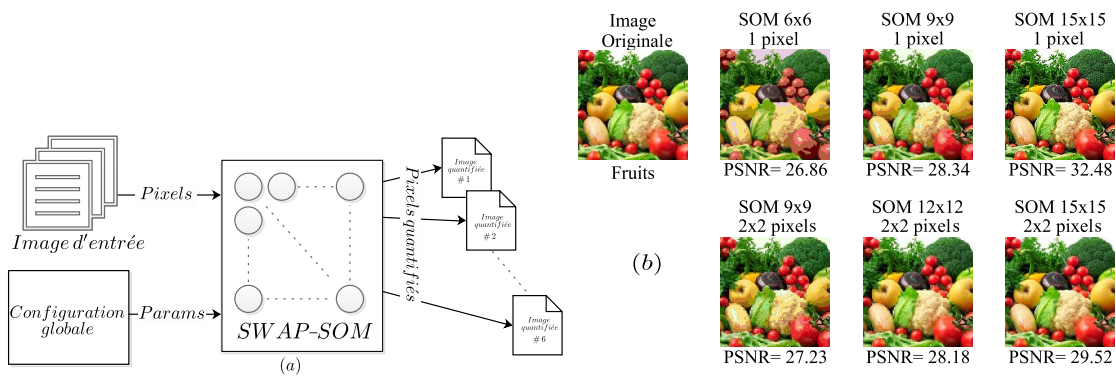 Image d'entrée
Pixels
Configuration
globale
Params
SWAP-SOM
(a)
Pixels quantifiés
Image
quantifiée
#1
Image
quantifiée
#2
Image
quantifiée
#6
Image
Originale
Fruits
SOM 6x6
1 pixel
PSNR= 26.86
SOM 9x9
1 pixel
PSNR= 28.34
SOM 15x15
1 pixel
PSNR= 32.48
(b)
SOM 9x9
2x2 pixels
PSNR= 27.23
SOM 12x12
2x2 pixels
PSNR= 28.18
SOM 15x15
2x2 pixels
PSNR= 29.52